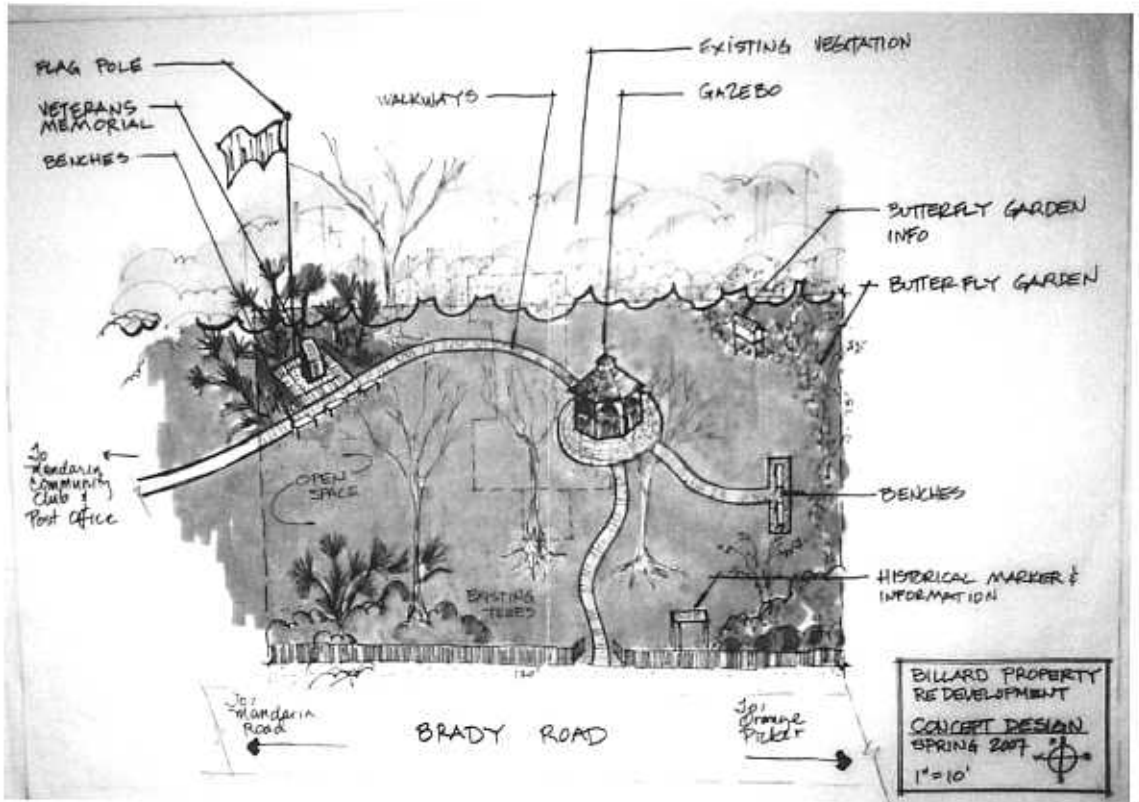 FLAG POLE
VETERANS
MEMORIAL
BENCHES
WALKWAYS
EXISTING VEGITATION
GAZEBO
BUTTERFLY GARDEN
INFO
BUTTERFLY GARDEN
To
Mandarin
Community
Club &
Post Office
OPEN
SPACE
BENCHES
EXISTING
TREES
HISTORICAL MARKER &
INFORMATION
To:
Mandarin
Road
BRADY ROAD
To:
Orange
Picker
BILLARD PROPERTY
REDEVELOPMENT
CONCEPT DESIGN
SPRING 2007
1"=10'